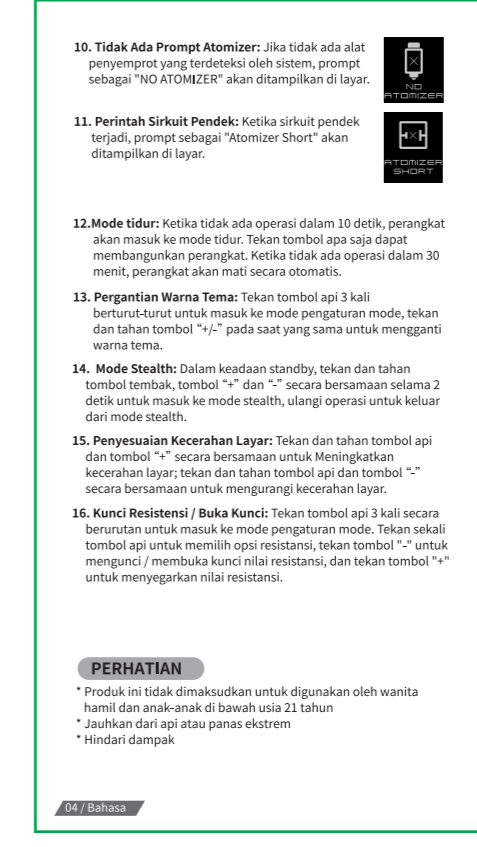 10. Tidak Ada Prompt Atomizer: Jika tidak ada alat
penyemprot yang terdeteksi oleh sistem, prompt
sebagai "NO ATOMIZER" akan ditampilkan di layar.
NO
ATOMIZER
11. Perintah Sirkuit Pendek: Ketika sirkuit pendek
terjadi, prompt sebagai "Atomizer Short" akan
ditampilkan di layar.
ATOMIZER
SHORT
12.Mode tidur: Ketika tidak ada operasi dalam 10 detik, perangkat
akan masuk ke mode tidur. Tekan tombol apa saja dapat
membangunkan perangkat. Ketika tidak ada operasi dalam 30
menit, perangkat akan mati secara otomatis.
13. Pergantian Warna Tema: Tekan tombol api 3 kali
berturut-turut untuk masuk ke mode pengaturan mode, tekan
dan tahan tombol “+/-” pada saat yang sama untuk mengganti
warna tema.
14. Mode Stealth: Dalam keadaan standby, tekan dan tahan
tombol tembak, tombol “+” dan “-” secara bersamaan selama 2
detik untuk masuk ke mode stealth, ulangi operasi untuk keluar
dari mode stealth.
15. Penyesuaian Kecerahan Layar: Tekan dan tahan tombol api
dan tombol “+” secara bersamaan untuk Meningkatkan
kecerahan layar; tekan dan tahan tombol api dan tombol “-”
secara bersamaan untuk mengurangi kecerahan layar.
16. Kunci Resistensi / Buka Kunci: Tekan tombol api 3 kali secara
berurutan untuk masuk ke mode pengaturan mode. Tekan sekali
tombol api untuk memilih opsi resistansi, tekan tombol "-" untuk
mengunci / membuka kunci nilai resistansi, dan tekan tombol "+"
untuk menyegarkan nilai resistansi.
PERHATIAN
* Produk ini tidak dimaksudkan untuk digunakan oleh wanita
hamil dan anak-anak di bawah usia 21 tahun
* Jauhkan dari api atau panas ekstrem
* Hindari dampak
04 / Bahasa